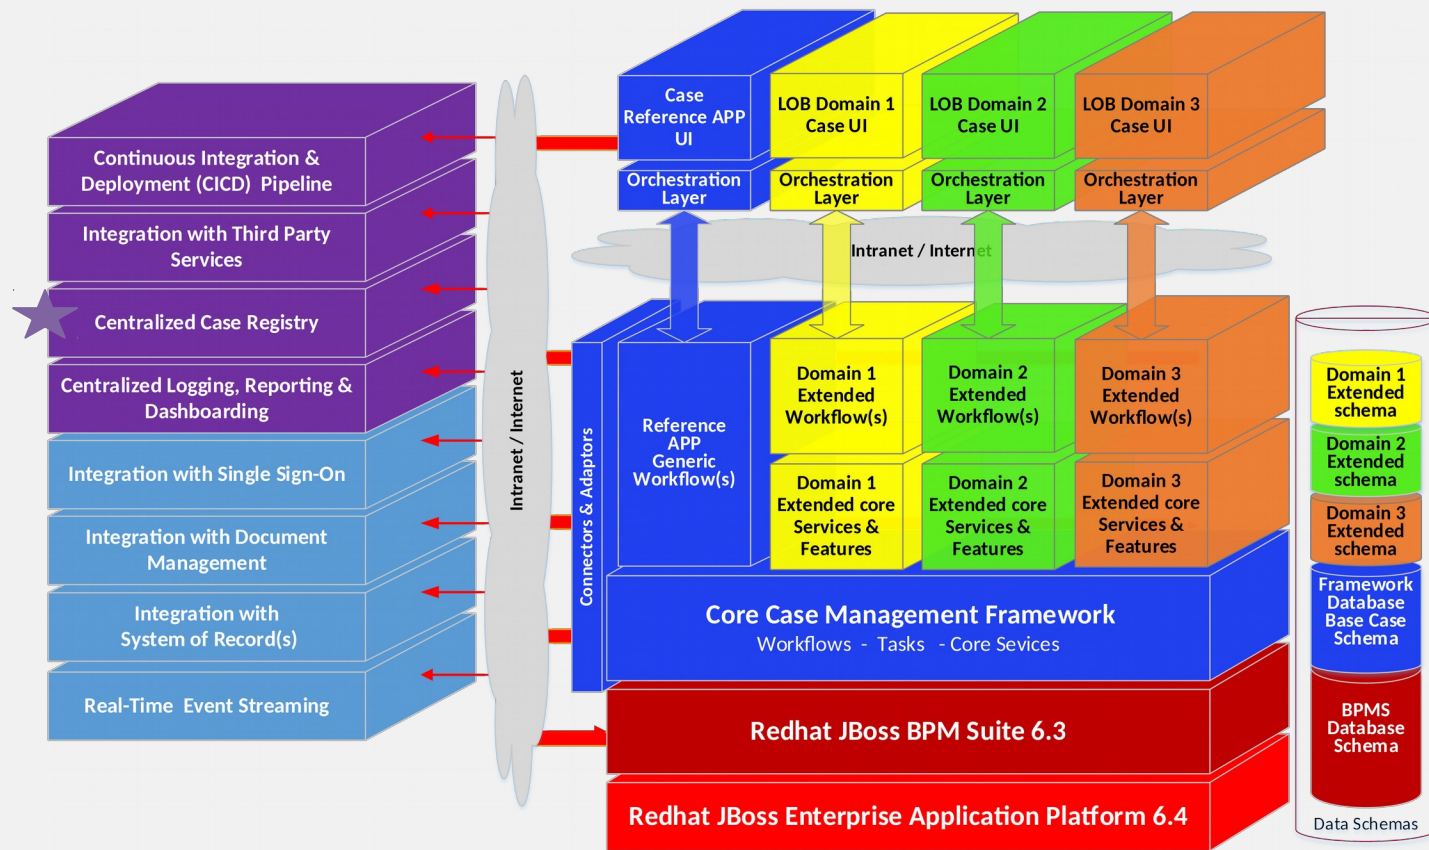 Case
Reference APP
UI
LOB Domain 1
Case UI
LOB Domain 2
Case UI
LOB Domain 3
Case UI
Orchestration
Layer
Orchestration
Layer
Orchestration
Layer
Orchestration
Layer
Intranet / Internet
Continuous Integration &
Deployment (CICD) Pipeline
Integration with Third Party
Services
Centralized Case Registry
Centralized Logging, Reporting &
Dashboarding
Integration with Single Sign-On
Integration with Document
Management
Integration with
System of Record(s)
Real-Time Event Streaming
Intranet / Internet
Connectors & Adaptors
Reference
APP
Generic
Workflow(s)
Domain 1
Extended
Workflow(s)
Domain 2
Extended
Workflow(s)
Domain 3
Extended
Workflow(s)
Domain 1
Extended core
Services &
Features
Domain 2
Extended core
Services &
Features
Domain 3
Extended core
Services &
Features
Core Case Management Framework
Workflows - Tasks - Core Sevices
Redhat JBoss BPM Suite 6.3
Redhat JBoss Enterprise Application Platform 6.4
Domain 1
Extended
schema
Domain 2
Extended
schema
Domain 3
Extended
schema
Framework
Database
Base Case
Schema
BPMS
Database
Schema
Data Schemas